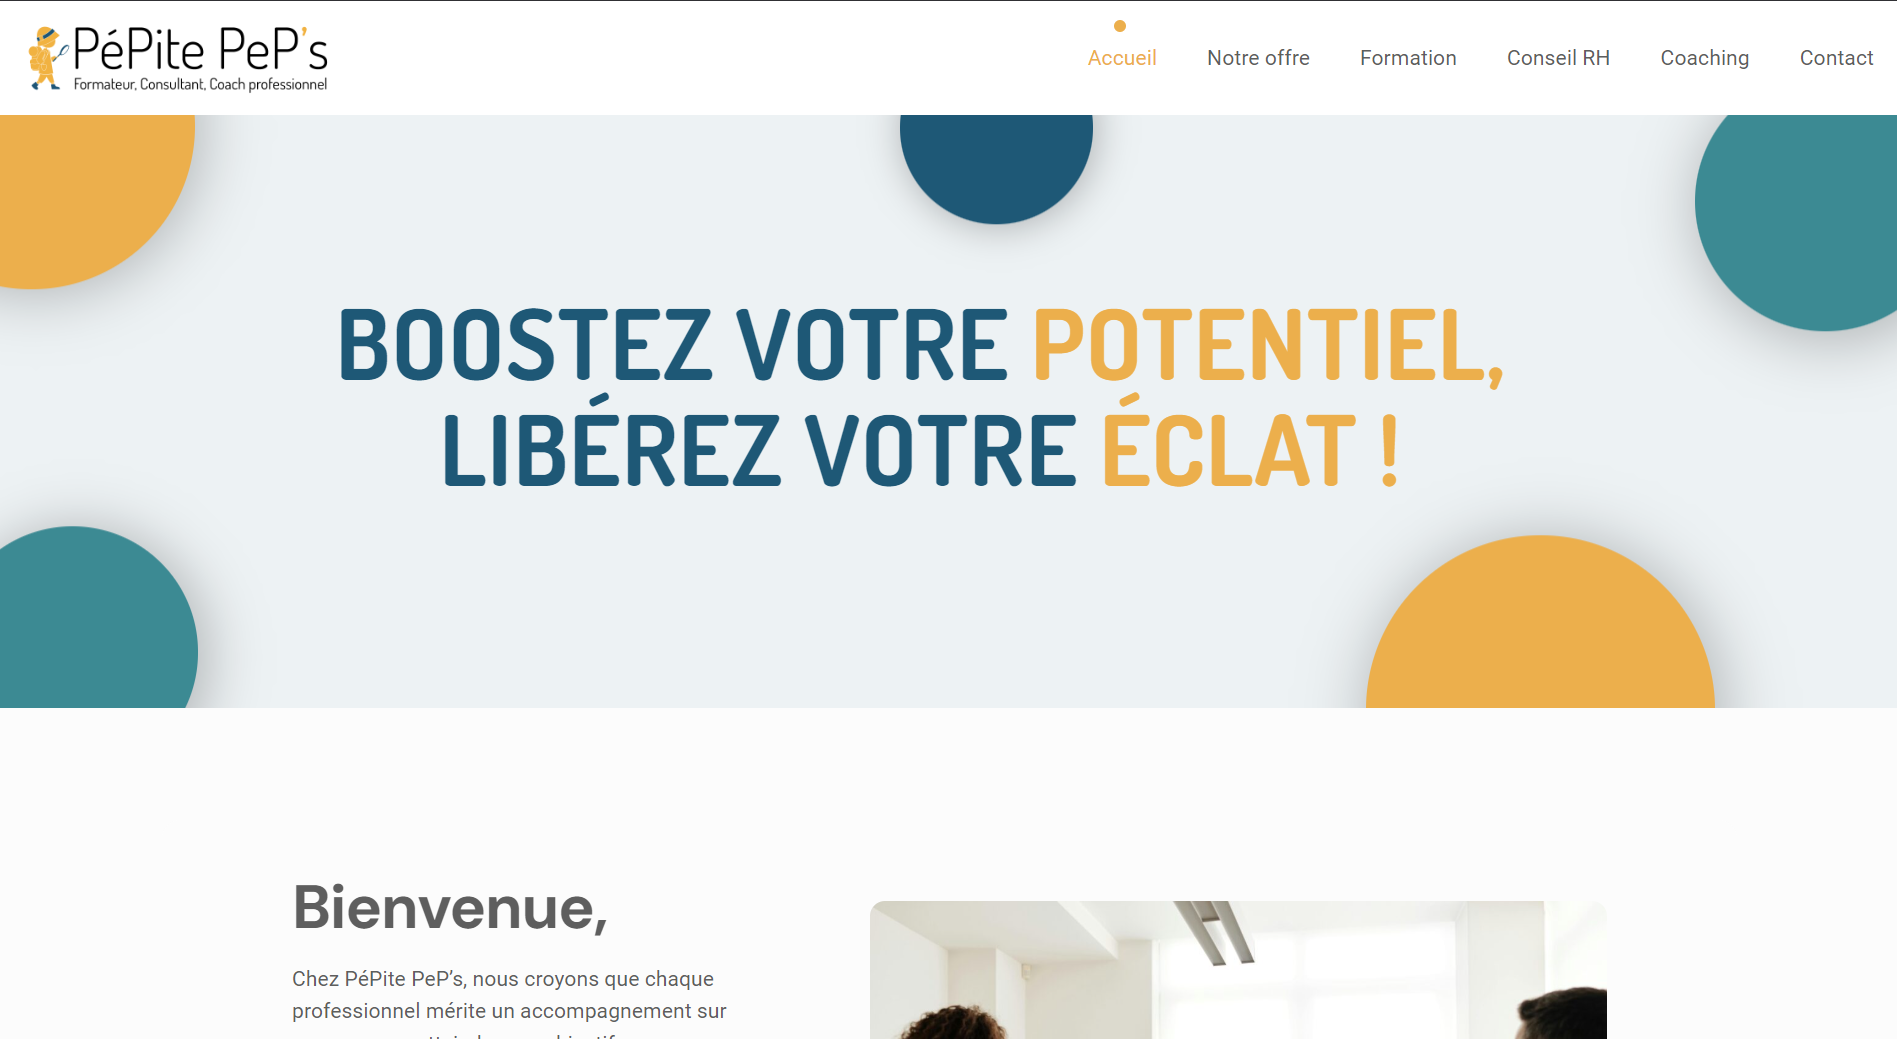 PéPite PeP's
Formateur, Consultant, Coach professionnel
Accueil
Notre offre
Formation
Conseil RH
Coaching
Contact
BOOSTEZ VOTRE POTENTIEL,
LIBÉREZ VOTRE ÉCLAT !
Bienvenue,
Chez PéPite PeP’s, nous croyons que chaque
professionnel mérite un accompagnement sur